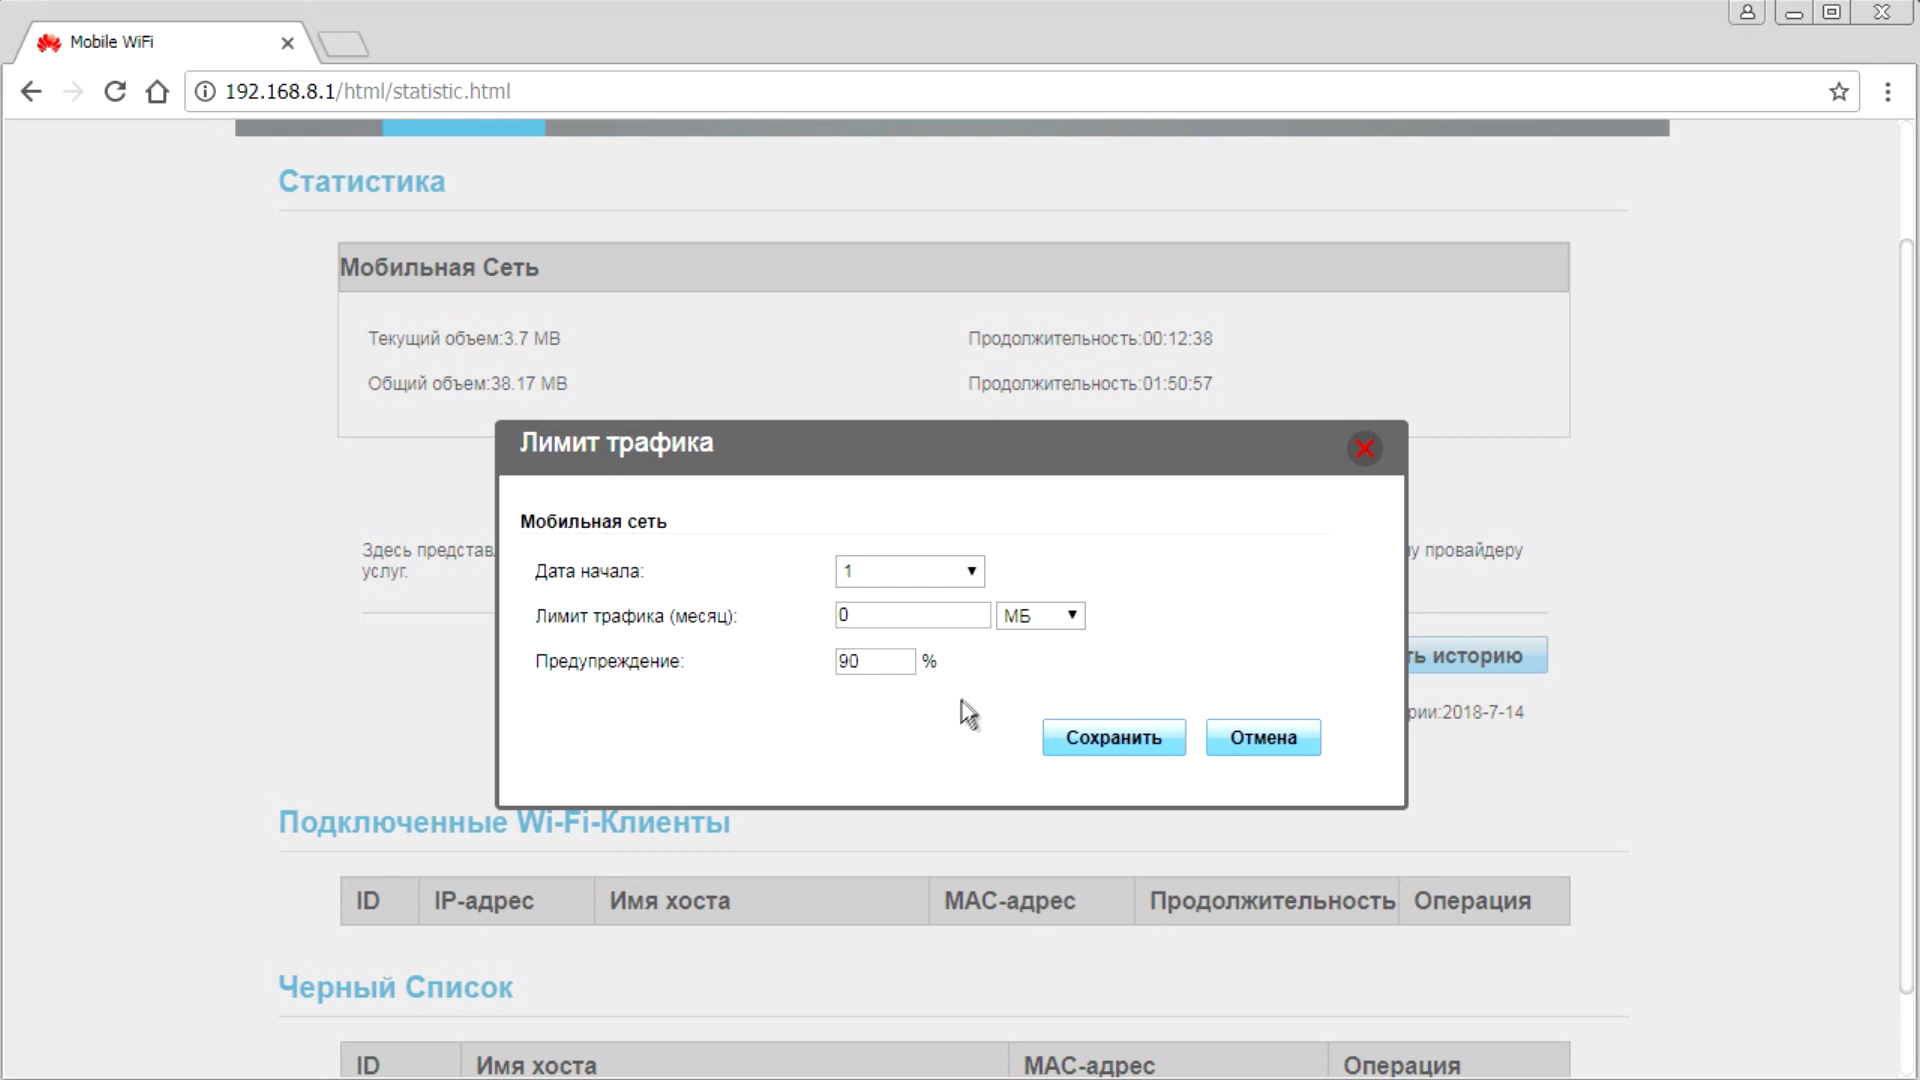 Mobile WiFi
192.168.8.1/html/statistic.html
Статистика
Мобильная Сеть
Текущий объем:3.7 MB
Продолжительность:00:12:38
Общий объем:38.17 MB
Продолжительность:01:50:57
Лимит трафика
Мобильная сеть
Здесь представ
у провайдеру
услуг.
Дата начала:
1
Лимит трафика (месяц):
0
МБ
Предупреждение:
90
%
ть историю
рии:2018-7-14
Сохранить
Отмена
Подключенные Wi-Fi-Клиенты
ID
IP-адрес
Имя хоста
MAC-адрес
Продолжительность
Операция
Черный Список
ID
Имя хоста
MAC-адрес
Операция